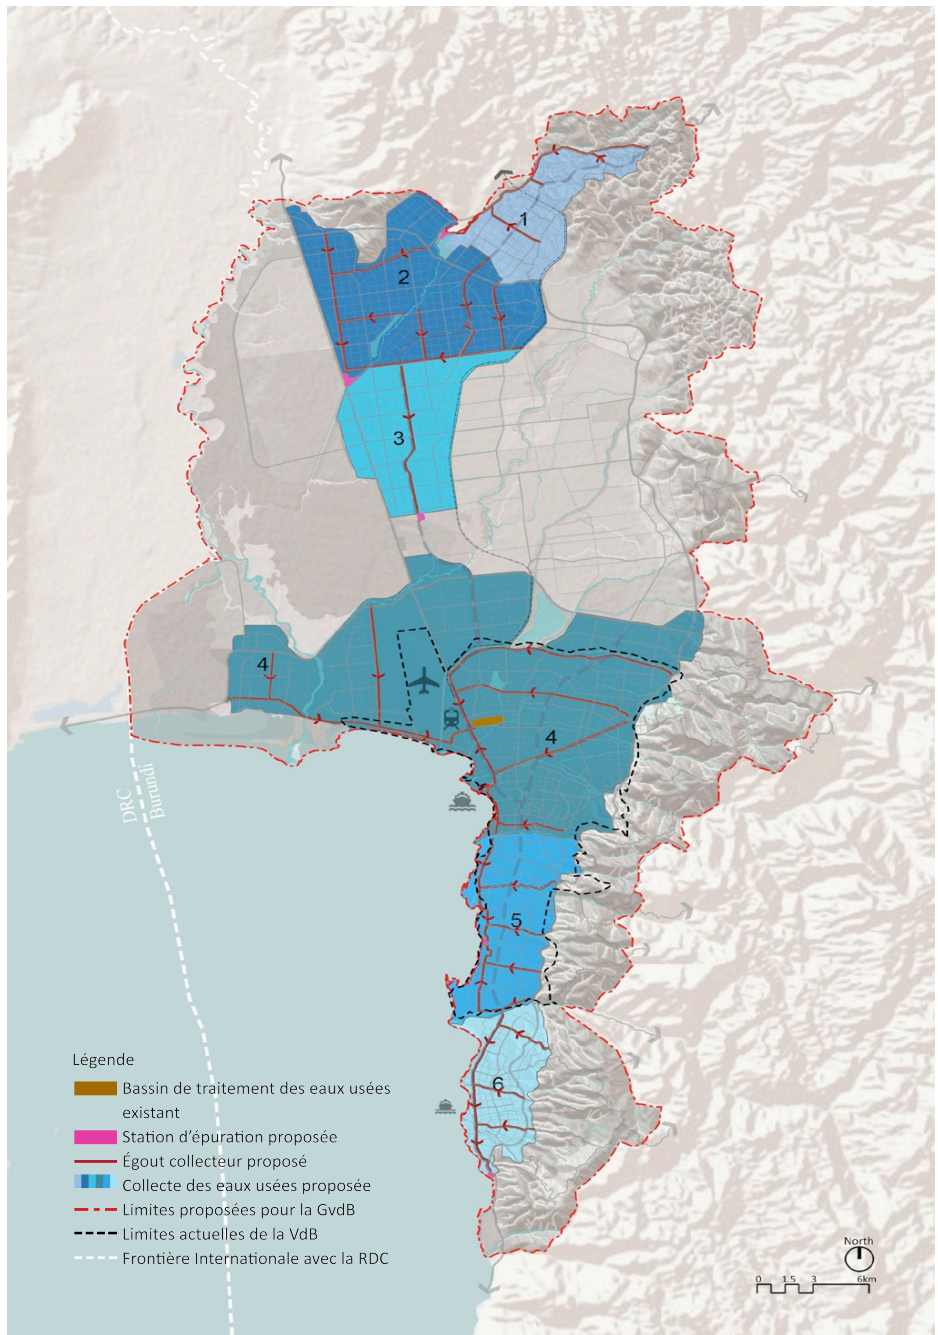 1
2
3
4
4
DRC
Burundi
5
6
Légende
Bassin de traitement des eaux usées
existant
Station d'épuration proposée
Égout collecteur proposé
Collecte des eaux usées proposée
Limites proposées pour la GvdB
Limites actuelles de la VdB
Frontière Internationale avec la RDC
North
0 1.5 3 6km